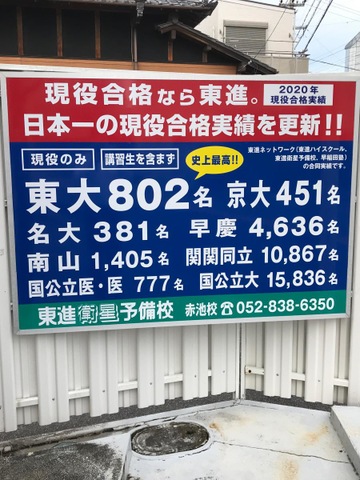 現役合格なら東進。
2020年
現役合格実績
日本一の現役合格実績を更新!!
現役のみ 講習生を含まず
史上最高!!
東進ネットワーク(東進ハイスクール、
東進衛星予備校、早稲田塾)
の合同実績です。
東大802名 京大451名
名大381名 早慶4,636名
南山1,405名 関関同立10,867名
国公立医・医777名 国公立大15,836名
東進衛星予備校 赤池校 ☎052-838-6350